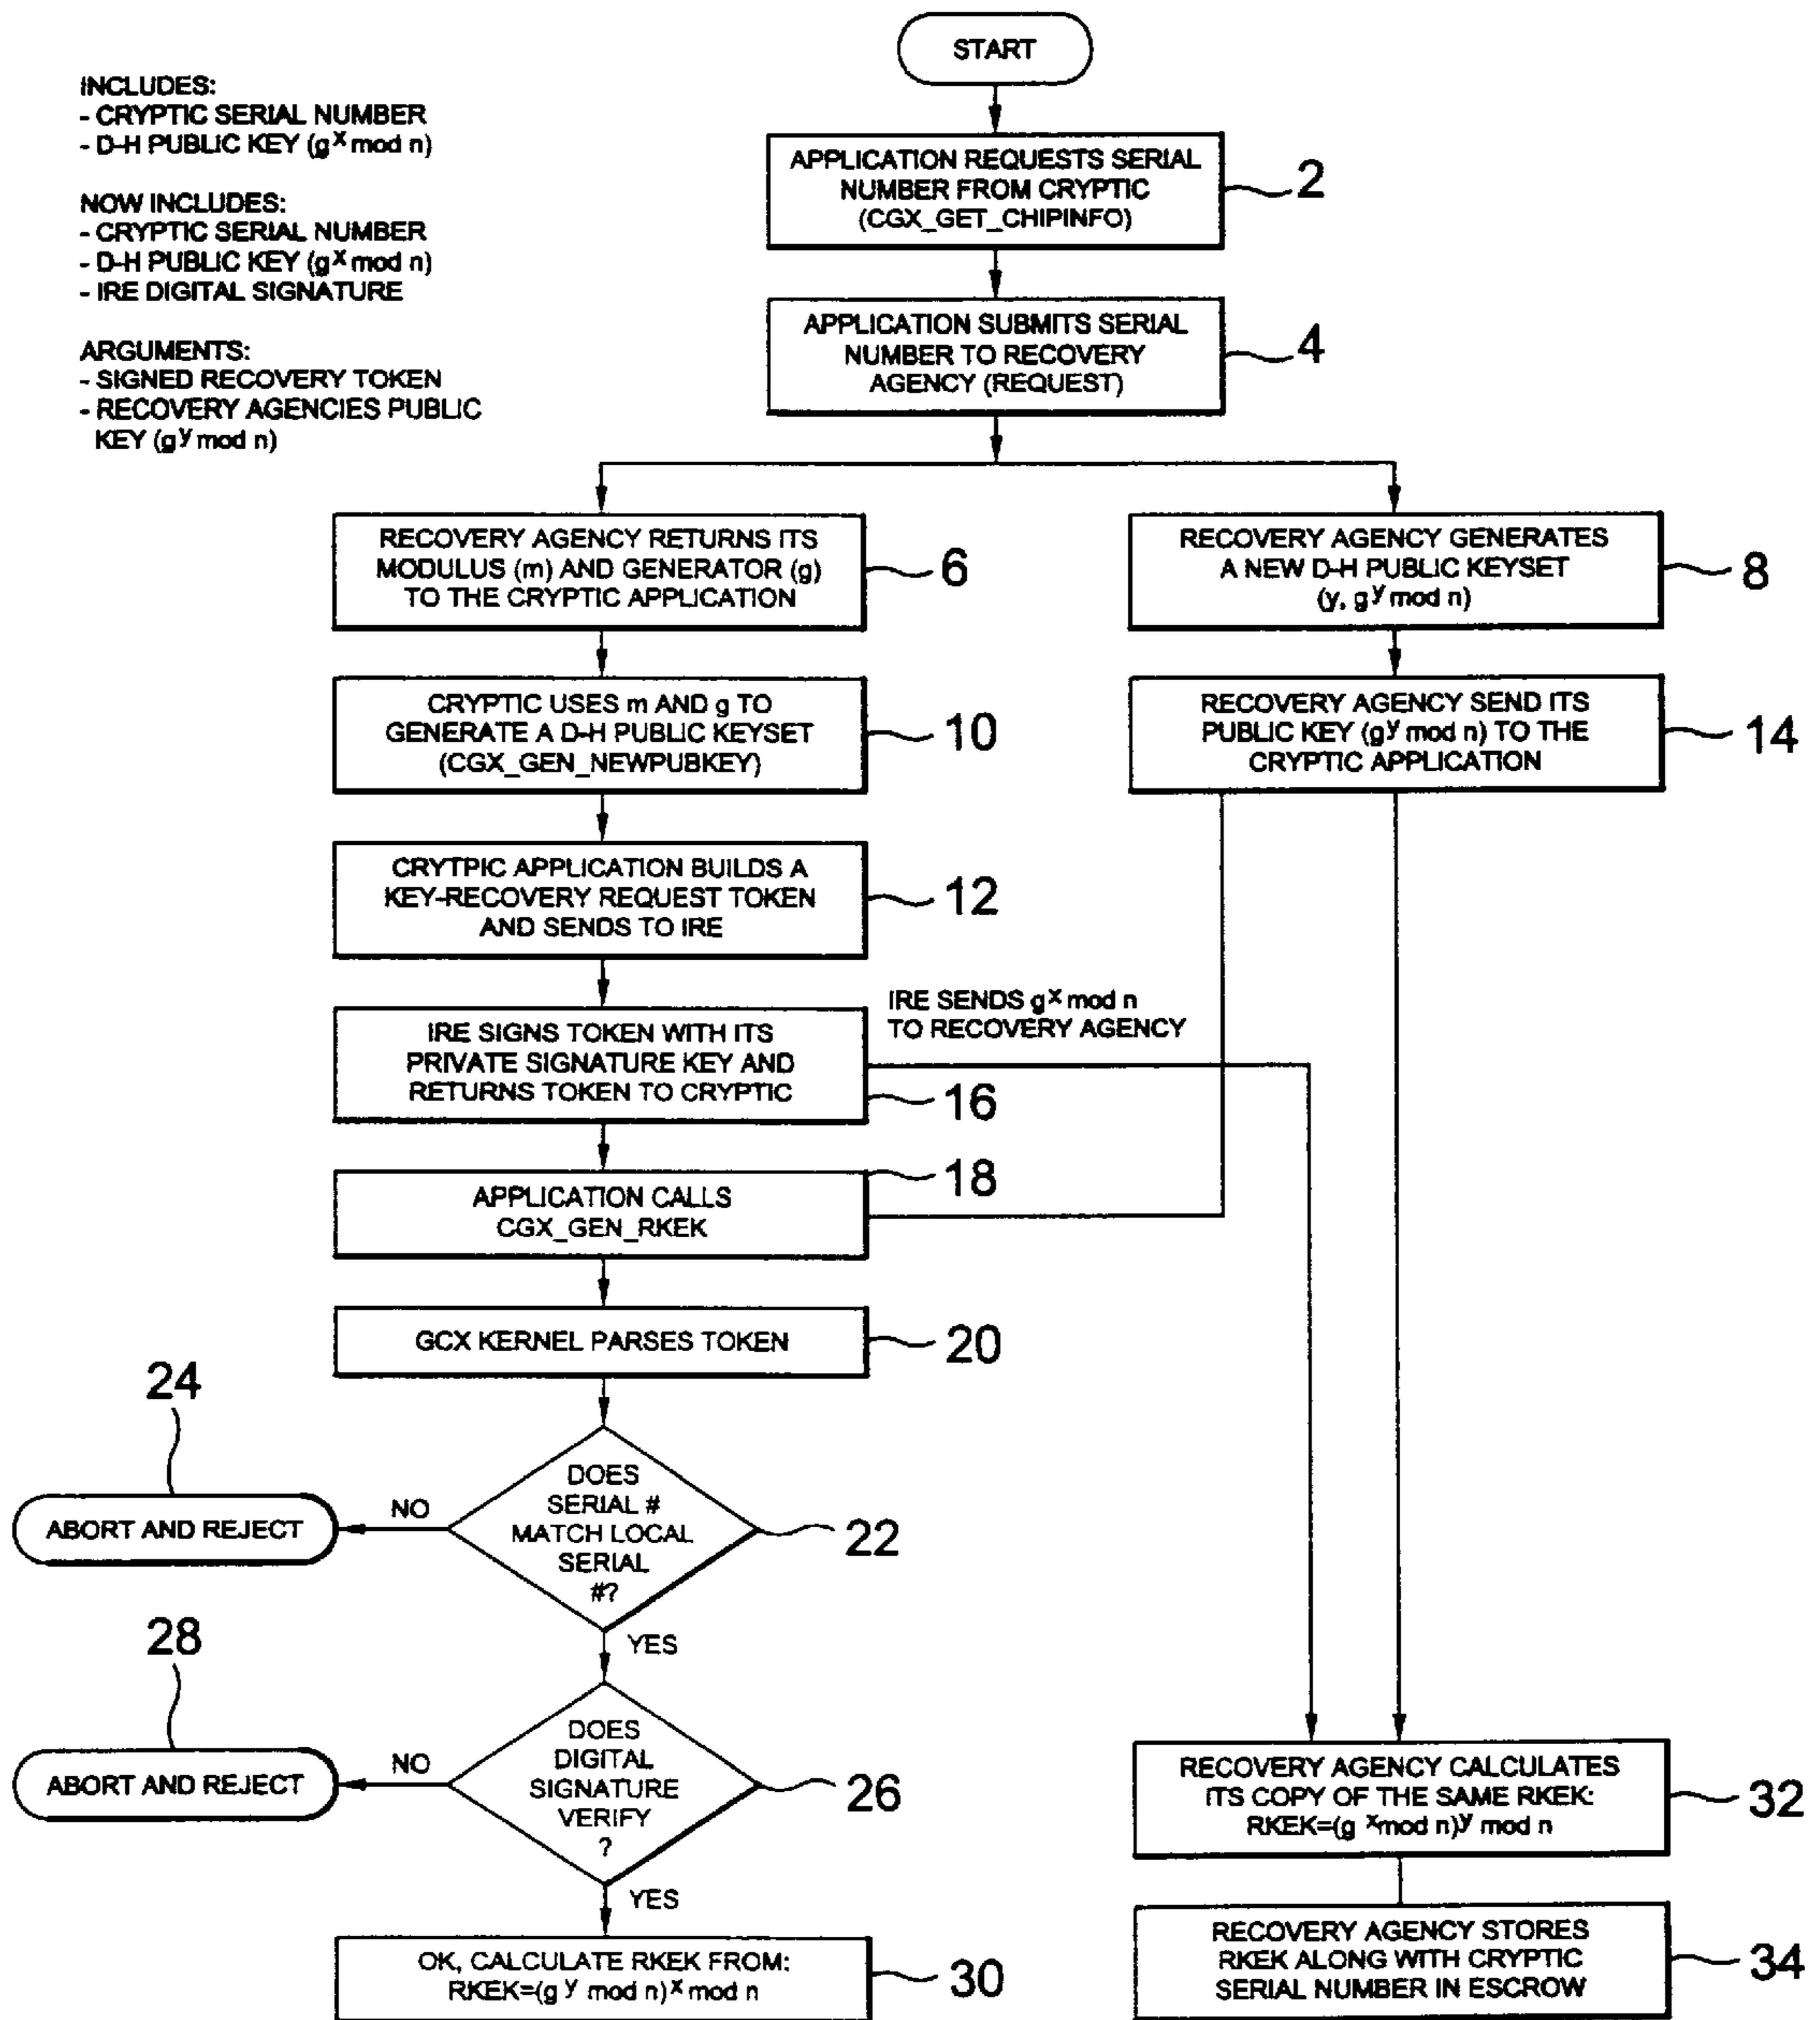 START
INCLUDES:
- CRYPTIC SERIAL NUMBER
- D-H PUBLIC KEY (g^x mod n)
NOW INCLUDES:
- CRYPTIC SERIAL NUMBER
- D-H PUBLIC KEY (g^x mod n)
- IRE DIGITAL SIGNATURE
ARGUMENTS:
- SIGNED RECOVERY TOKEN
- RECOVERY AGENCIES PUBLIC
KEY (g^y mod n)
APPLICATION REQUESTS SERIAL
NUMBER FROM CRYPTIC
(CGX_GET_CHIPINFO)
2
APPLICATION SUBMITS SERIAL
NUMBER TO RECOVERY
AGENCY (REQUEST)
4
RECOVERY AGENCY RETURNS ITS
MODULUS (m) AND GENERATOR (g)
TO THE CRYPTIC APPLICATION
6
RECOVERY AGENCY GENERATES
A NEW D-H PUBLIC KEYSET
(y, g^y mod n)
8
CRYPTIC USES m AND g TO
GENERATE A D-H PUBLIC KEYSET
(CGX_GEN_NEWPUBKEY)
10
RECOVERY AGENCY SEND ITS
PUBLIC KEY (g^y mod n) TO THE
CRYPTIC APPLICATION
14
CRYTPIC APPLICATION BUILDS A
KEY-RECOVERY REQUEST TOKEN
AND SENDS TO IRE
12
IRE SENDS g^x mod n
TO RECOVERY AGENCY
IRE SIGNS TOKEN WITH ITS
PRIVATE SIGNATURE KEY AND
RETURNS TOKEN TO CRYPTIC
16
APPLICATION CALLS
CGX_GEN_RKEK
18
GCX KERNEL PARSES TOKEN
20
24
ABORT AND REJECT
NO
DOES
SERIAL #
MATCH LOCAL
SERIAL
#?
22
YES
28
ABORT AND REJECT
NO
DOES
DIGITAL
SIGNATURE
VERIFY
?
26
YES
OK, CALCULATE RKEK FROM:
RKEK=(g^y mod n)^x mod n
30
RECOVERY AGENCY CALCULATES
ITS COPY OF THE SAME RKEK:
RKEK=(g^x mod n)^y mod n
32
RECOVERY AGENCY STORES
RKEK ALONG WITH CRYPTIC
SERIAL NUMBER IN ESCROW
34